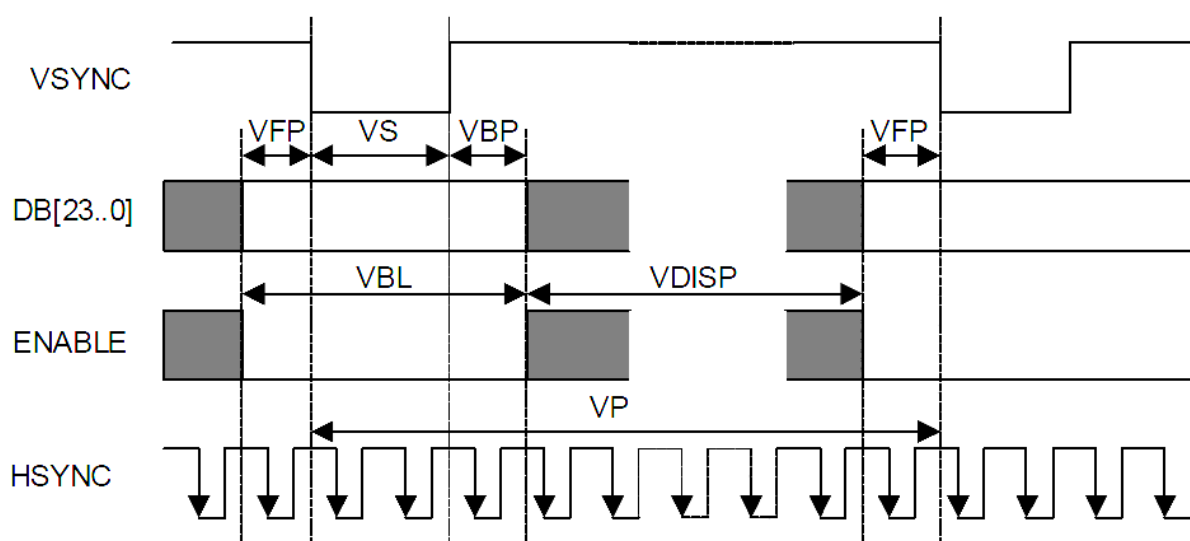 VSYNC
VFP VS VBP VFP
DB[23..0]
VBL VDISP
ENABLE
VP
HSYNC